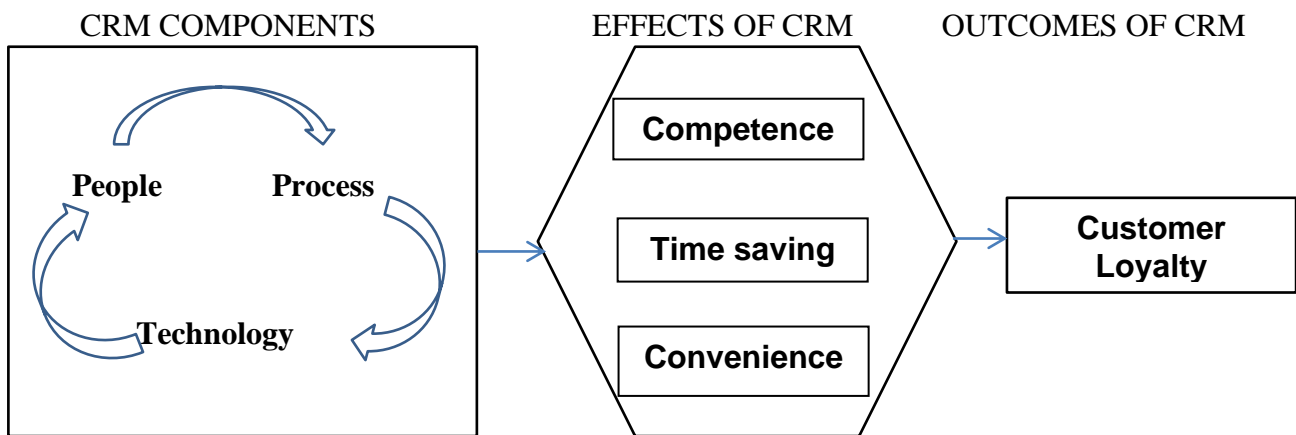 CRM COMPONENTS
EFFECTS OF CRM
OUTCOMES OF CRM
People
Process
Technology
Competence
Time saving
Convenience
Customer
Loyalty